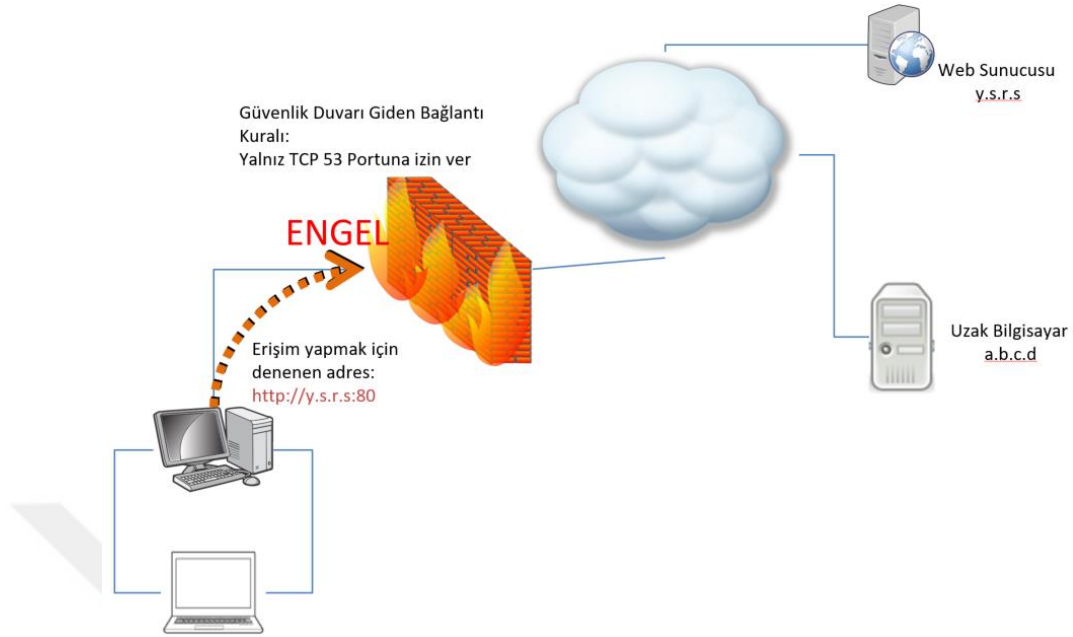 Web Sunucusu
y.s.r.s
Güvenlik Duvarı Giden Bağlantı
Kuralı:
Yalnız TCP 53 Portuna izin ver
ENGEL
Erişim yapmak için
denenen adres:
http://y.s.r.s:80
Uzak Bilgisayar
a.b.c.d